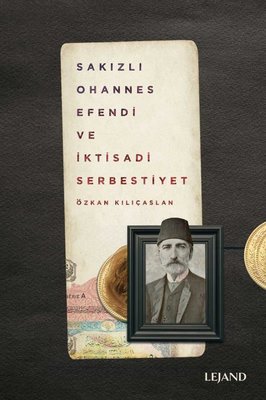 SAKIZLI
OHANNES
EFENDİ
VE
İKTİSADİ
SERBESTİYET
ÖZKAN KILIÇASLAN
LEJAND